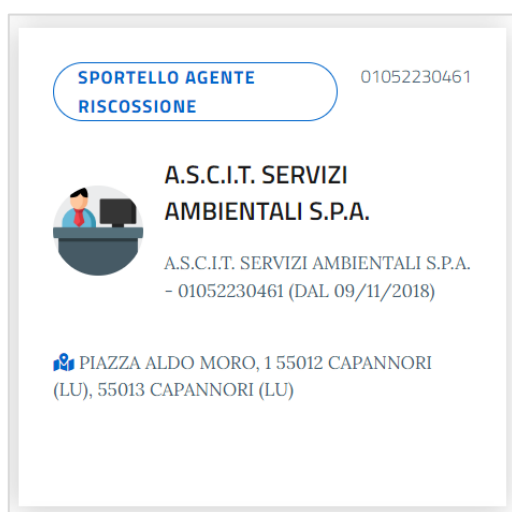 SPORTELLO AGENTE
RISCOSSIONE
01052230461
A.S.C.I.T. SERVIZI
AMBIENTALI S.P.A.
A.S.C.I.T. SERVIZI AMBIENTALI S.P.A.
- 01052230461 (DAL 09/11/2018)
PIAZZA ALDO MORO, 1 55012 CAPANNORI
(LU), 55013 CAPANNORI (LU)